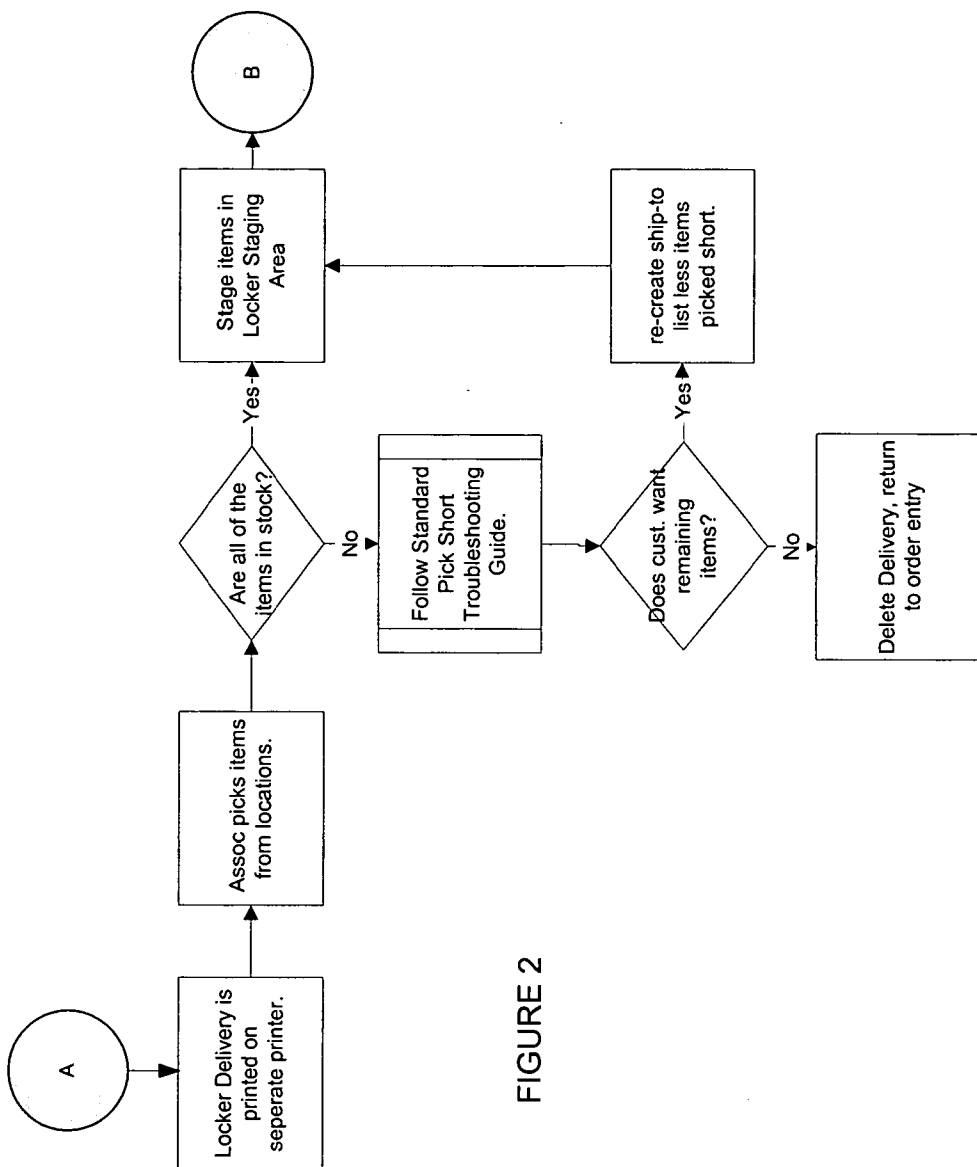 A
Locker Delivery is
printed on
seperate printer.
Assoc picks items
from locations.
Are all of the
items in stock?
Yes
Stage items in
Locker Staging
Area
B
No
Follow Standard
Pick Short
Troubleshooting
Guide.
Does cust. want
remaining
items?
Yes
re-create ship-to
list less items
picked short.
No
Delete Delivery, return
to order entry
FIGURE 2